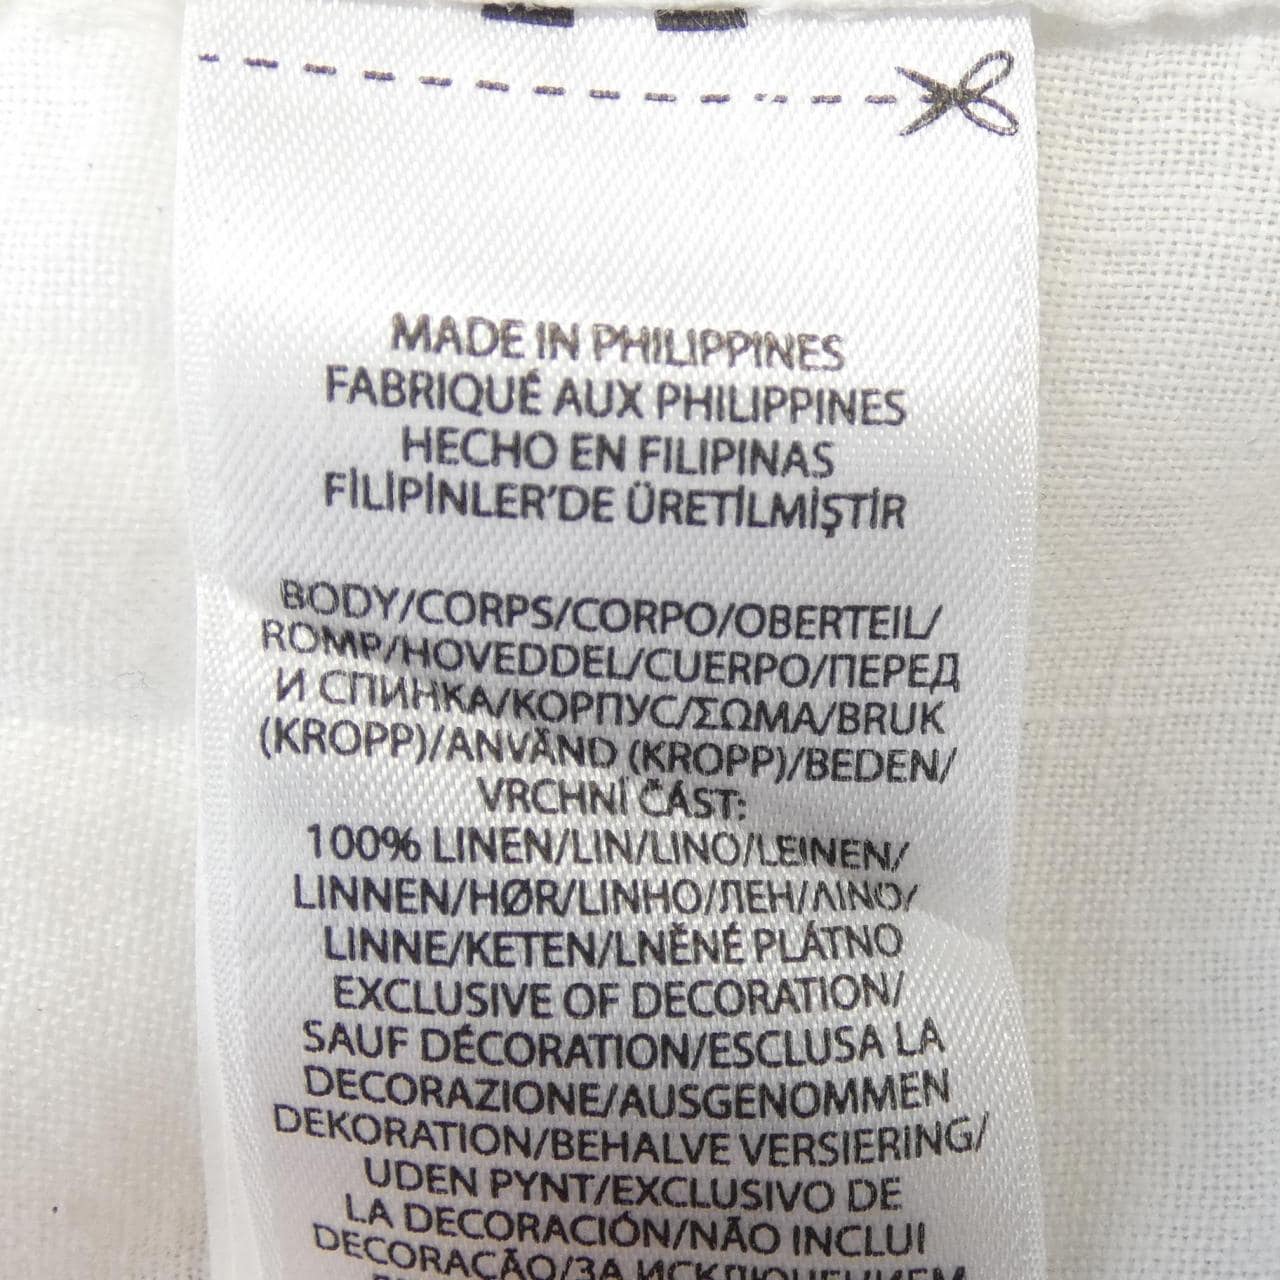 MADE IN PHILIPPINES
FABRIQUÉ AUX PHILIPPINES
HECHO EN FILIPINAS
FİLİPİNLER'DE ÜRETİLMİŞTİR
BODY/CORPS/CORPO/OBERTEIL/
ROMP/HOVEDDEL/CUERPO/ПЕРЕД
И СПИНКА/КОРПУС/ΣΩΜΑ/BRUK
(KROPP)/ANVÄND (KROPP)/BEDEN/
VRCHNÍ ČÁST:
100% LINEN/LIN/LINO/LEINEN/
LINNEN/HØR/LINHO/ЛЕН/ΛΙΝΟ/
LINNE/KETEN/LNĚNÉ PLÁTNO
EXCLUSIVE OF DECORATION/
SAUF DÉCORATION/ESCLUSA LA
DECORAZIONE/AUSGENOMMEN
DEKORATION/BEHALVE VERSIERING/
UDEN PYNT/EXCLUSIVO DE
LA DECORACIÓN/NÃO INCLUI
DECORAÇÃO/ЗА ИСКЛЮЧЕНИЕМ